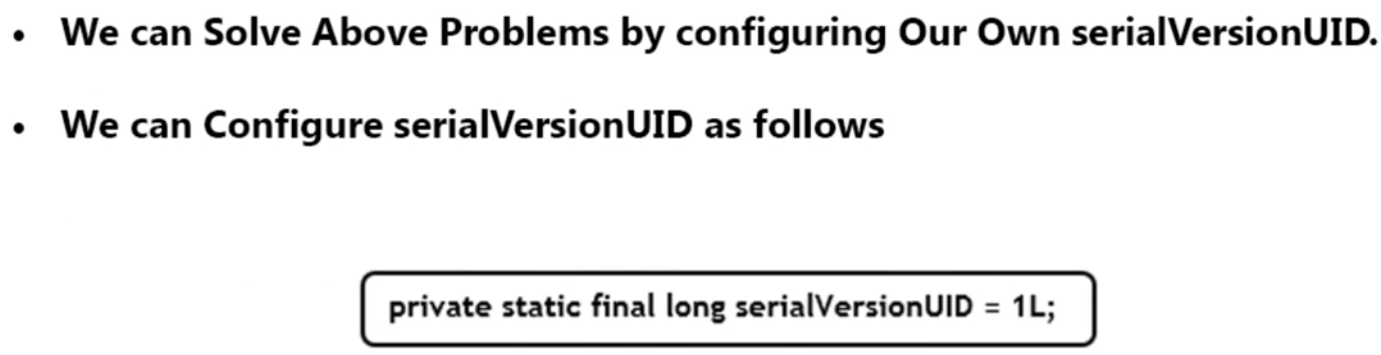 • We can Solve Above Problems by configuring Our Own serialVersionUID.
• We can Configure serialVersionUID as follows
private static final long serialVersionUID = 1L;